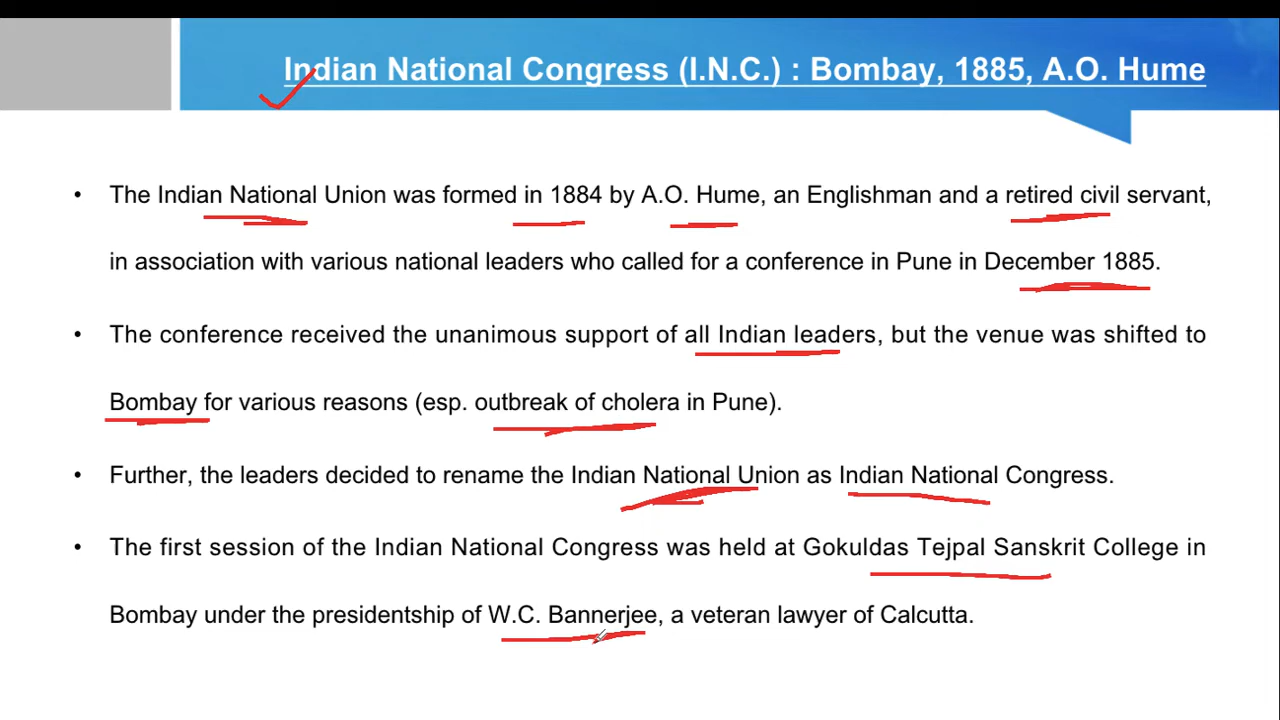 Indian National Congress (I.N.C.) : Bombay, 1885, A.O. Hume
• The Indian National Union was formed in 1884 by A.O. Hume, an Englishman and a retired civil servant,
in association with various national leaders who called for a conference in Pune in December 1885.
• The conference received the unanimous support of all Indian leaders, but the venue was shifted to
Bombay for various reasons (esp. outbreak of cholera in Pune).
• Further, the leaders decided to rename the Indian National Union as Indian National Congress.
• The first session of the Indian National Congress was held at Gokuldas Tejpal Sanskrit College in
Bombay under the presidentship of W.C. Bannerjee, a veteran lawyer of Calcutta.